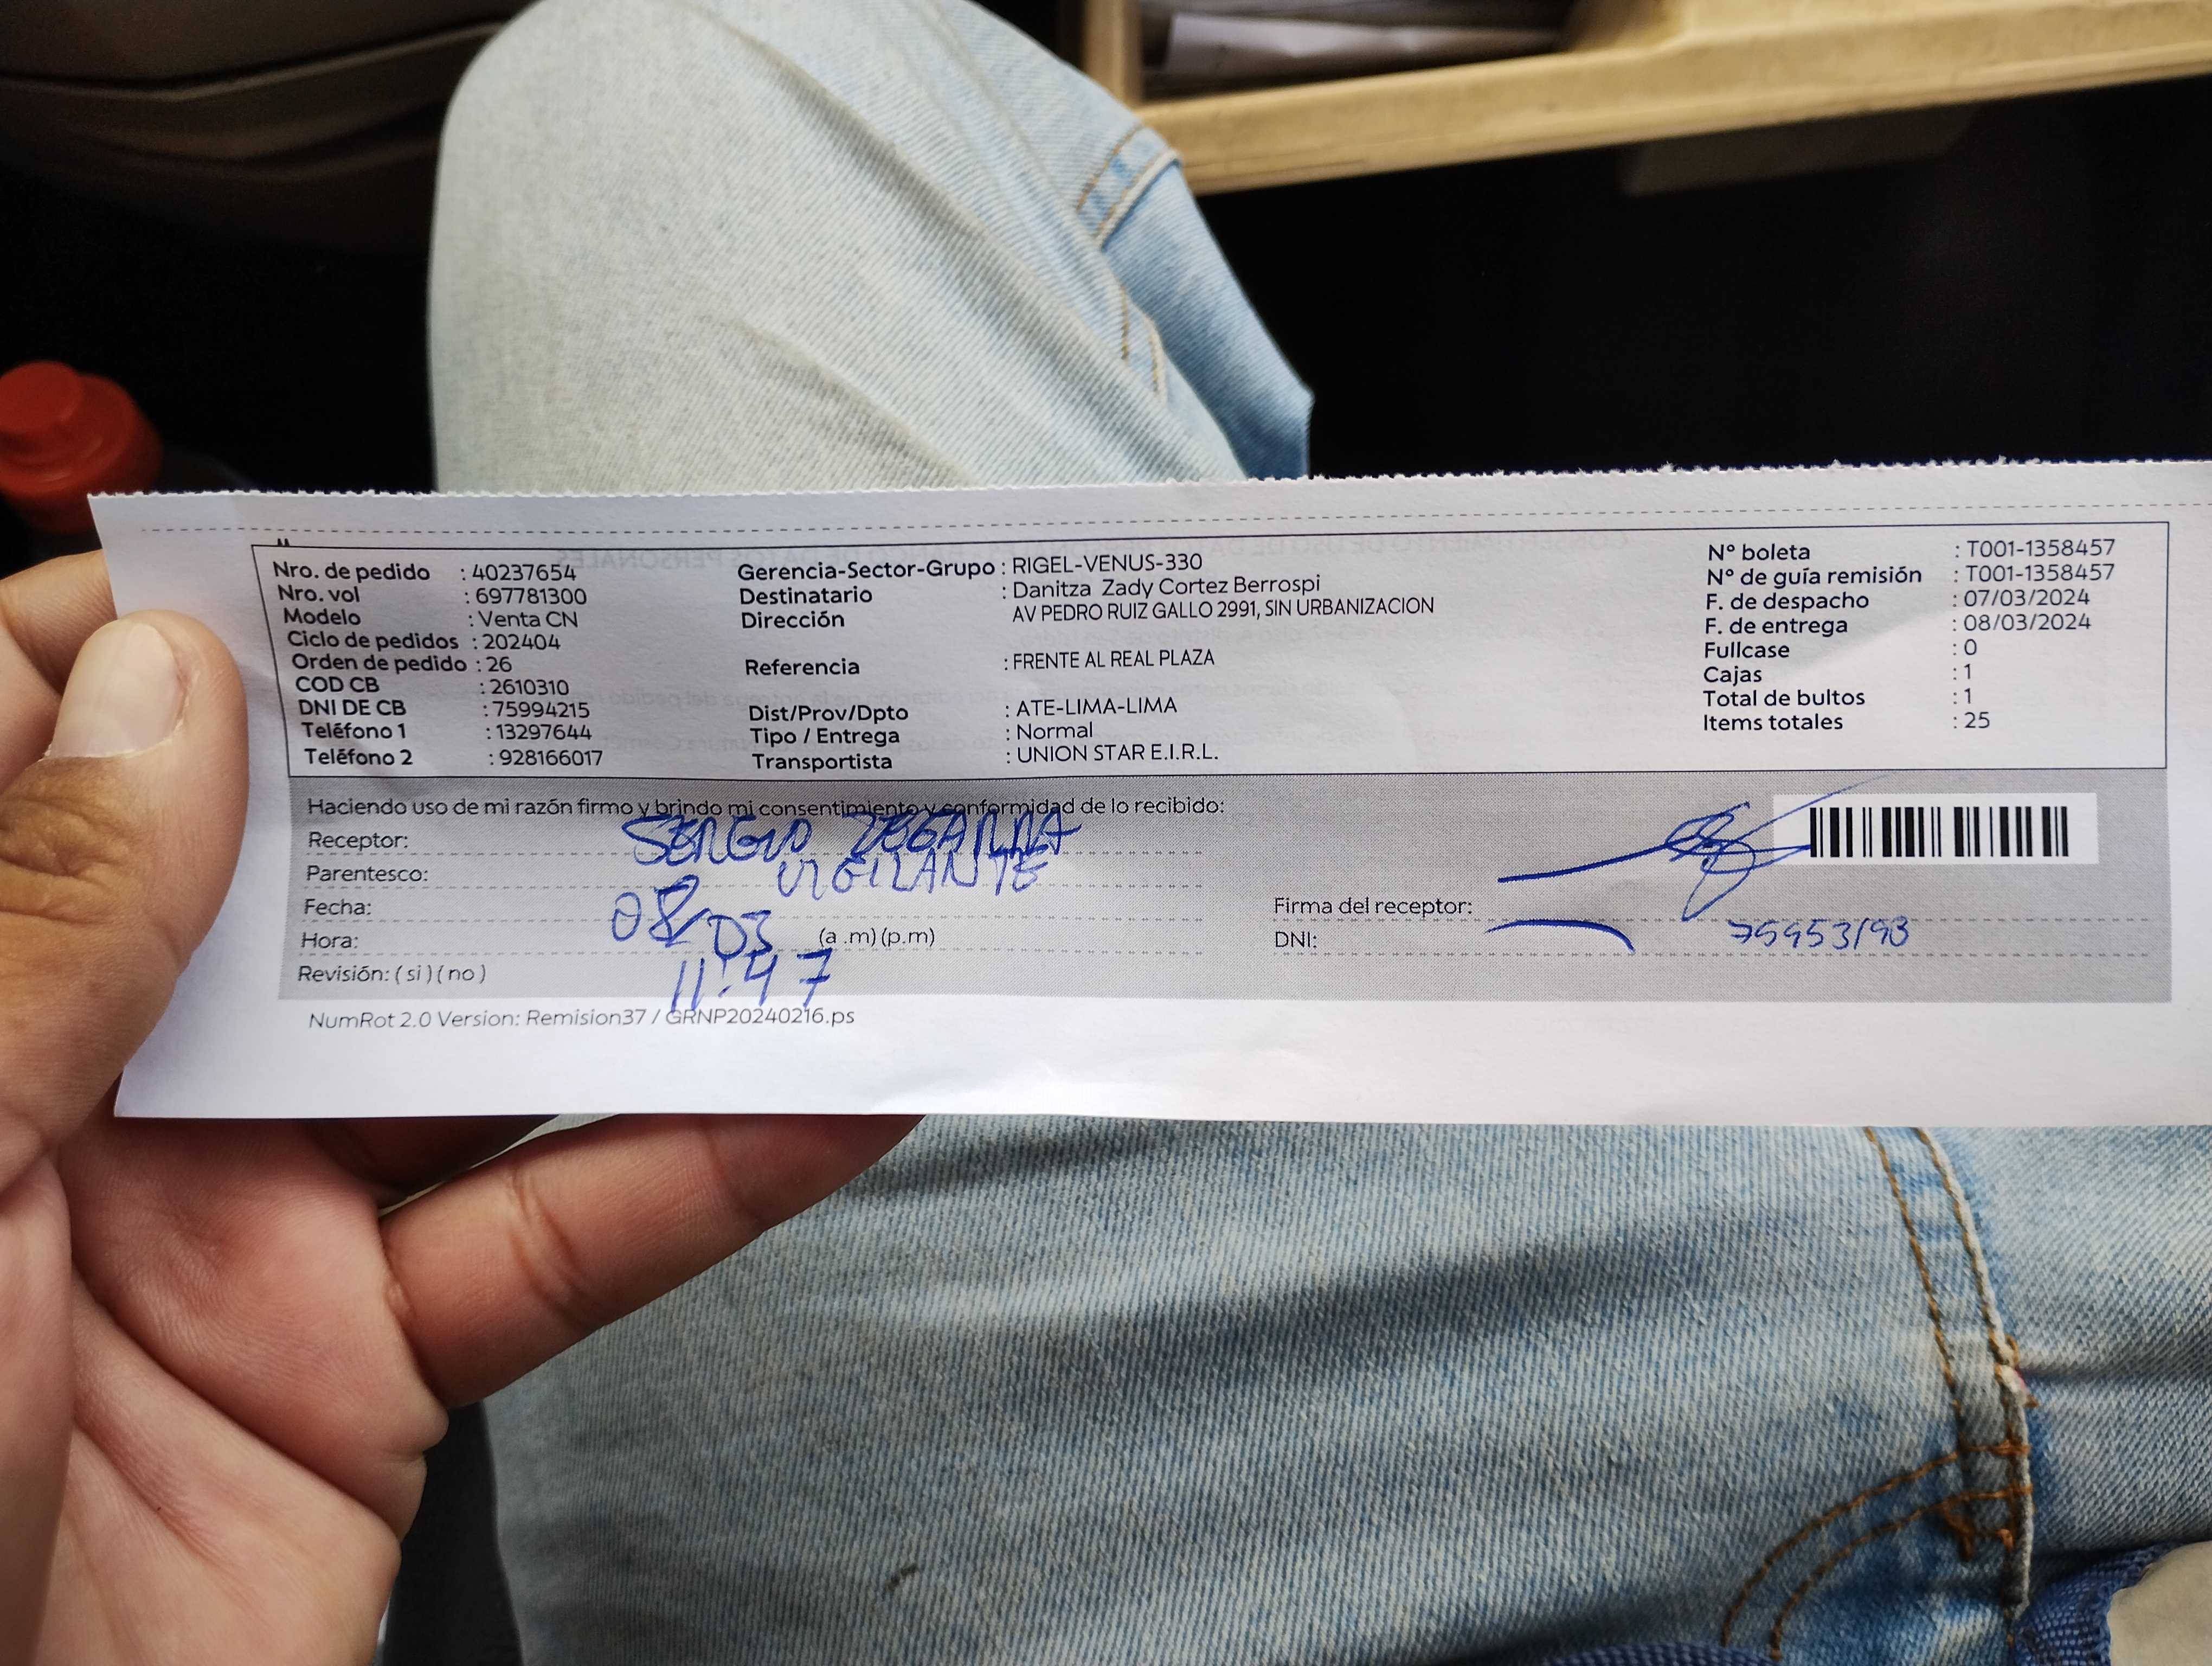 Nro. de pedido : 40237654
Nro. vol : 697781300
Modelo : Venta CN
Ciclo de pedidos : 202404
Orden de pedido : 26
COD CB : 2610310
DNI DE CB : 75994215
Teléfono 1 : 13297644
Teléfono 2 : 928166017
Gerencia-Sector-Grupo : RIGEL-VENUS-330
Destinatario : Danitza Zady Cortez Berrospi
Dirección AV PEDRO RUIZ GALLO 2991, SIN URBANIZACION
Referencia : FRENTE AL REAL PLAZA
Dist/Prov/Dpto : ATE-LIMA-LIMA
Tipo / Entrega : Normal
Transportista : UNION STAR E.I.R.L.
N° boleta : T001-1358457
N° de guía remisión : T001-1358457
F. de despacho : 07/03/2024
F. de entrega : 08/03/2024
Fullcase : 0
Cajas : 1
Total de bultos : 1
Items totales : 25
Haciendo uso de mi razón firmo y brindo mi consentimiento y conformidad de lo recibido:
Receptor: SERGIO ZEGARRA
Parentesco: VIGILANTE
Fecha: 08/03
Hora: 11:47 (a .m) (p.m)
Revisión: ( si ) ( no )
Firma del receptor:
DNI:
NumRot 2.0 Version: Remision37 / GRNP20240216.ps